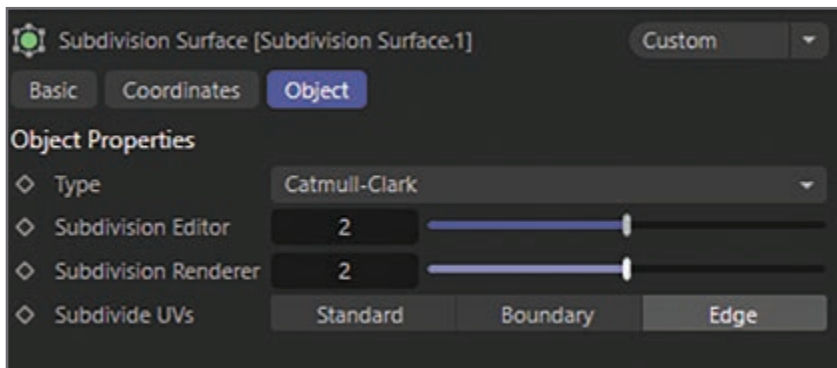 Subdivision Surface [Subdivision Surface.1] Custom
Basic Coordinates Object
Object Properties
Type Catmull-Clark
Subdivision Editor 2
Subdivision Renderer 2
Subdivide UVs Standard Boundary Edge